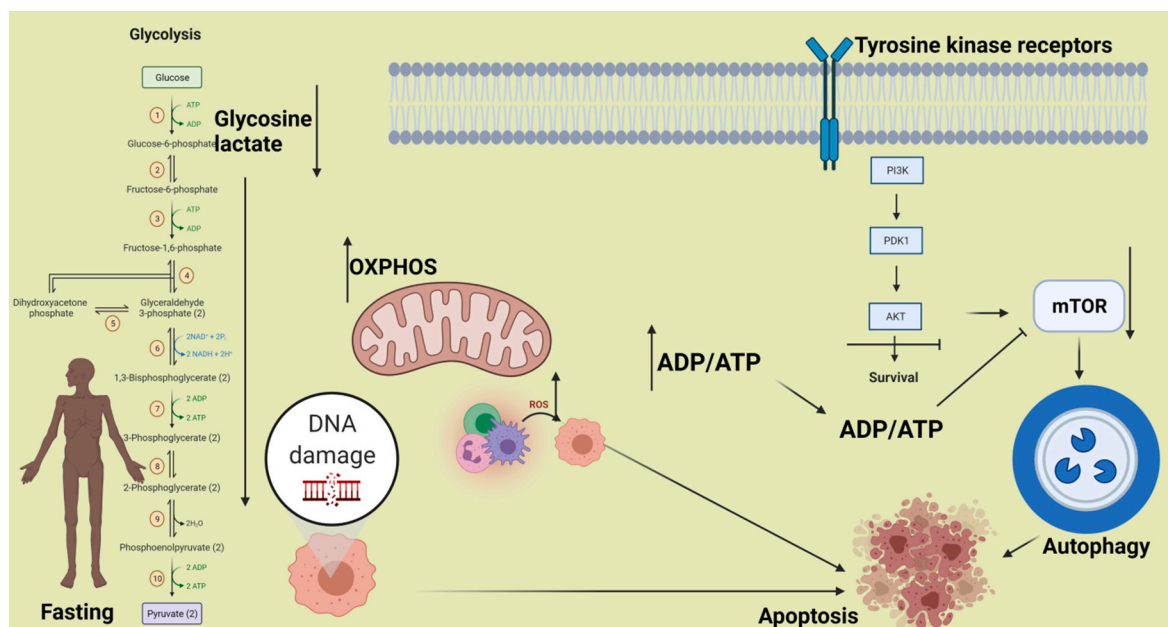 Glycolysis
Glucose
1
ATP
ADP
Glucose-6-phosphate
2
Fructose-6-phosphate
3
ATP
ADP
Fructose-1,6-phosphate
4
Dihydroxyacetone
phosphate
5
Glyceraldehyde
3-phosphate (2)
6
2NAD⁺ + 2Pᵢ
2 NADH + 2H⁺
1,3-Bisphosphoglycerate (2)
7
2 ADP
2 ATP
3-Phosphoglycerate (2)
8
2-Phosphoglycerate (2)
9
2H₂O
Phosphoenolpyruvate (2)
10
2 ADP
2 ATP
Pyruvate (2)
Fasting
Glycosine
lactate
OXPHOS
DNA
damage
ROS
ADP/ATP
ADP/ATP
Tyrosine kinase receptors
PI3K
PDK1
AKT
Survival
mTOR
Autophagy
Apoptosis